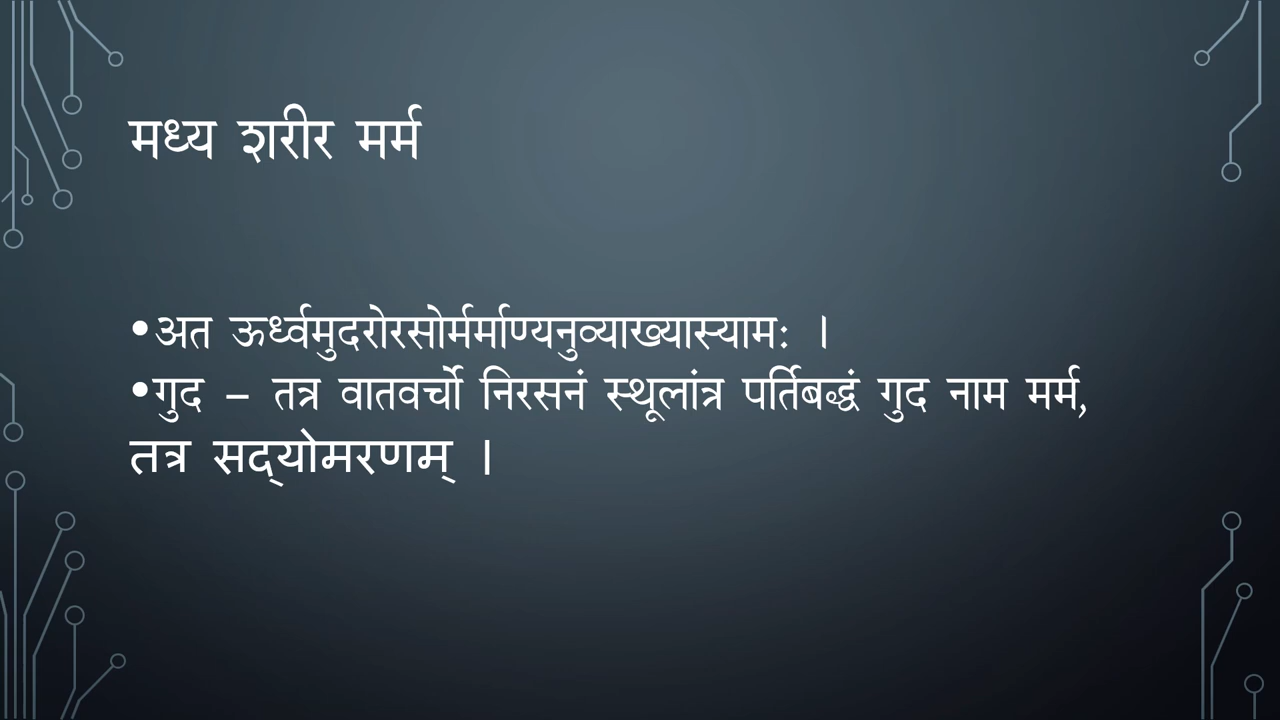 मध्य शरीर मर्म
•अत ऊर्ध्वमुदरोरसोर्मर्माण्यनुव्याख्यास्यामः ।
•गुद – तत्र वातवर्चो निरसनं स्थूलांत्र पर्तिबद्धं गुद नाम मर्म,
तत्र सद्‌योमरणम् ।